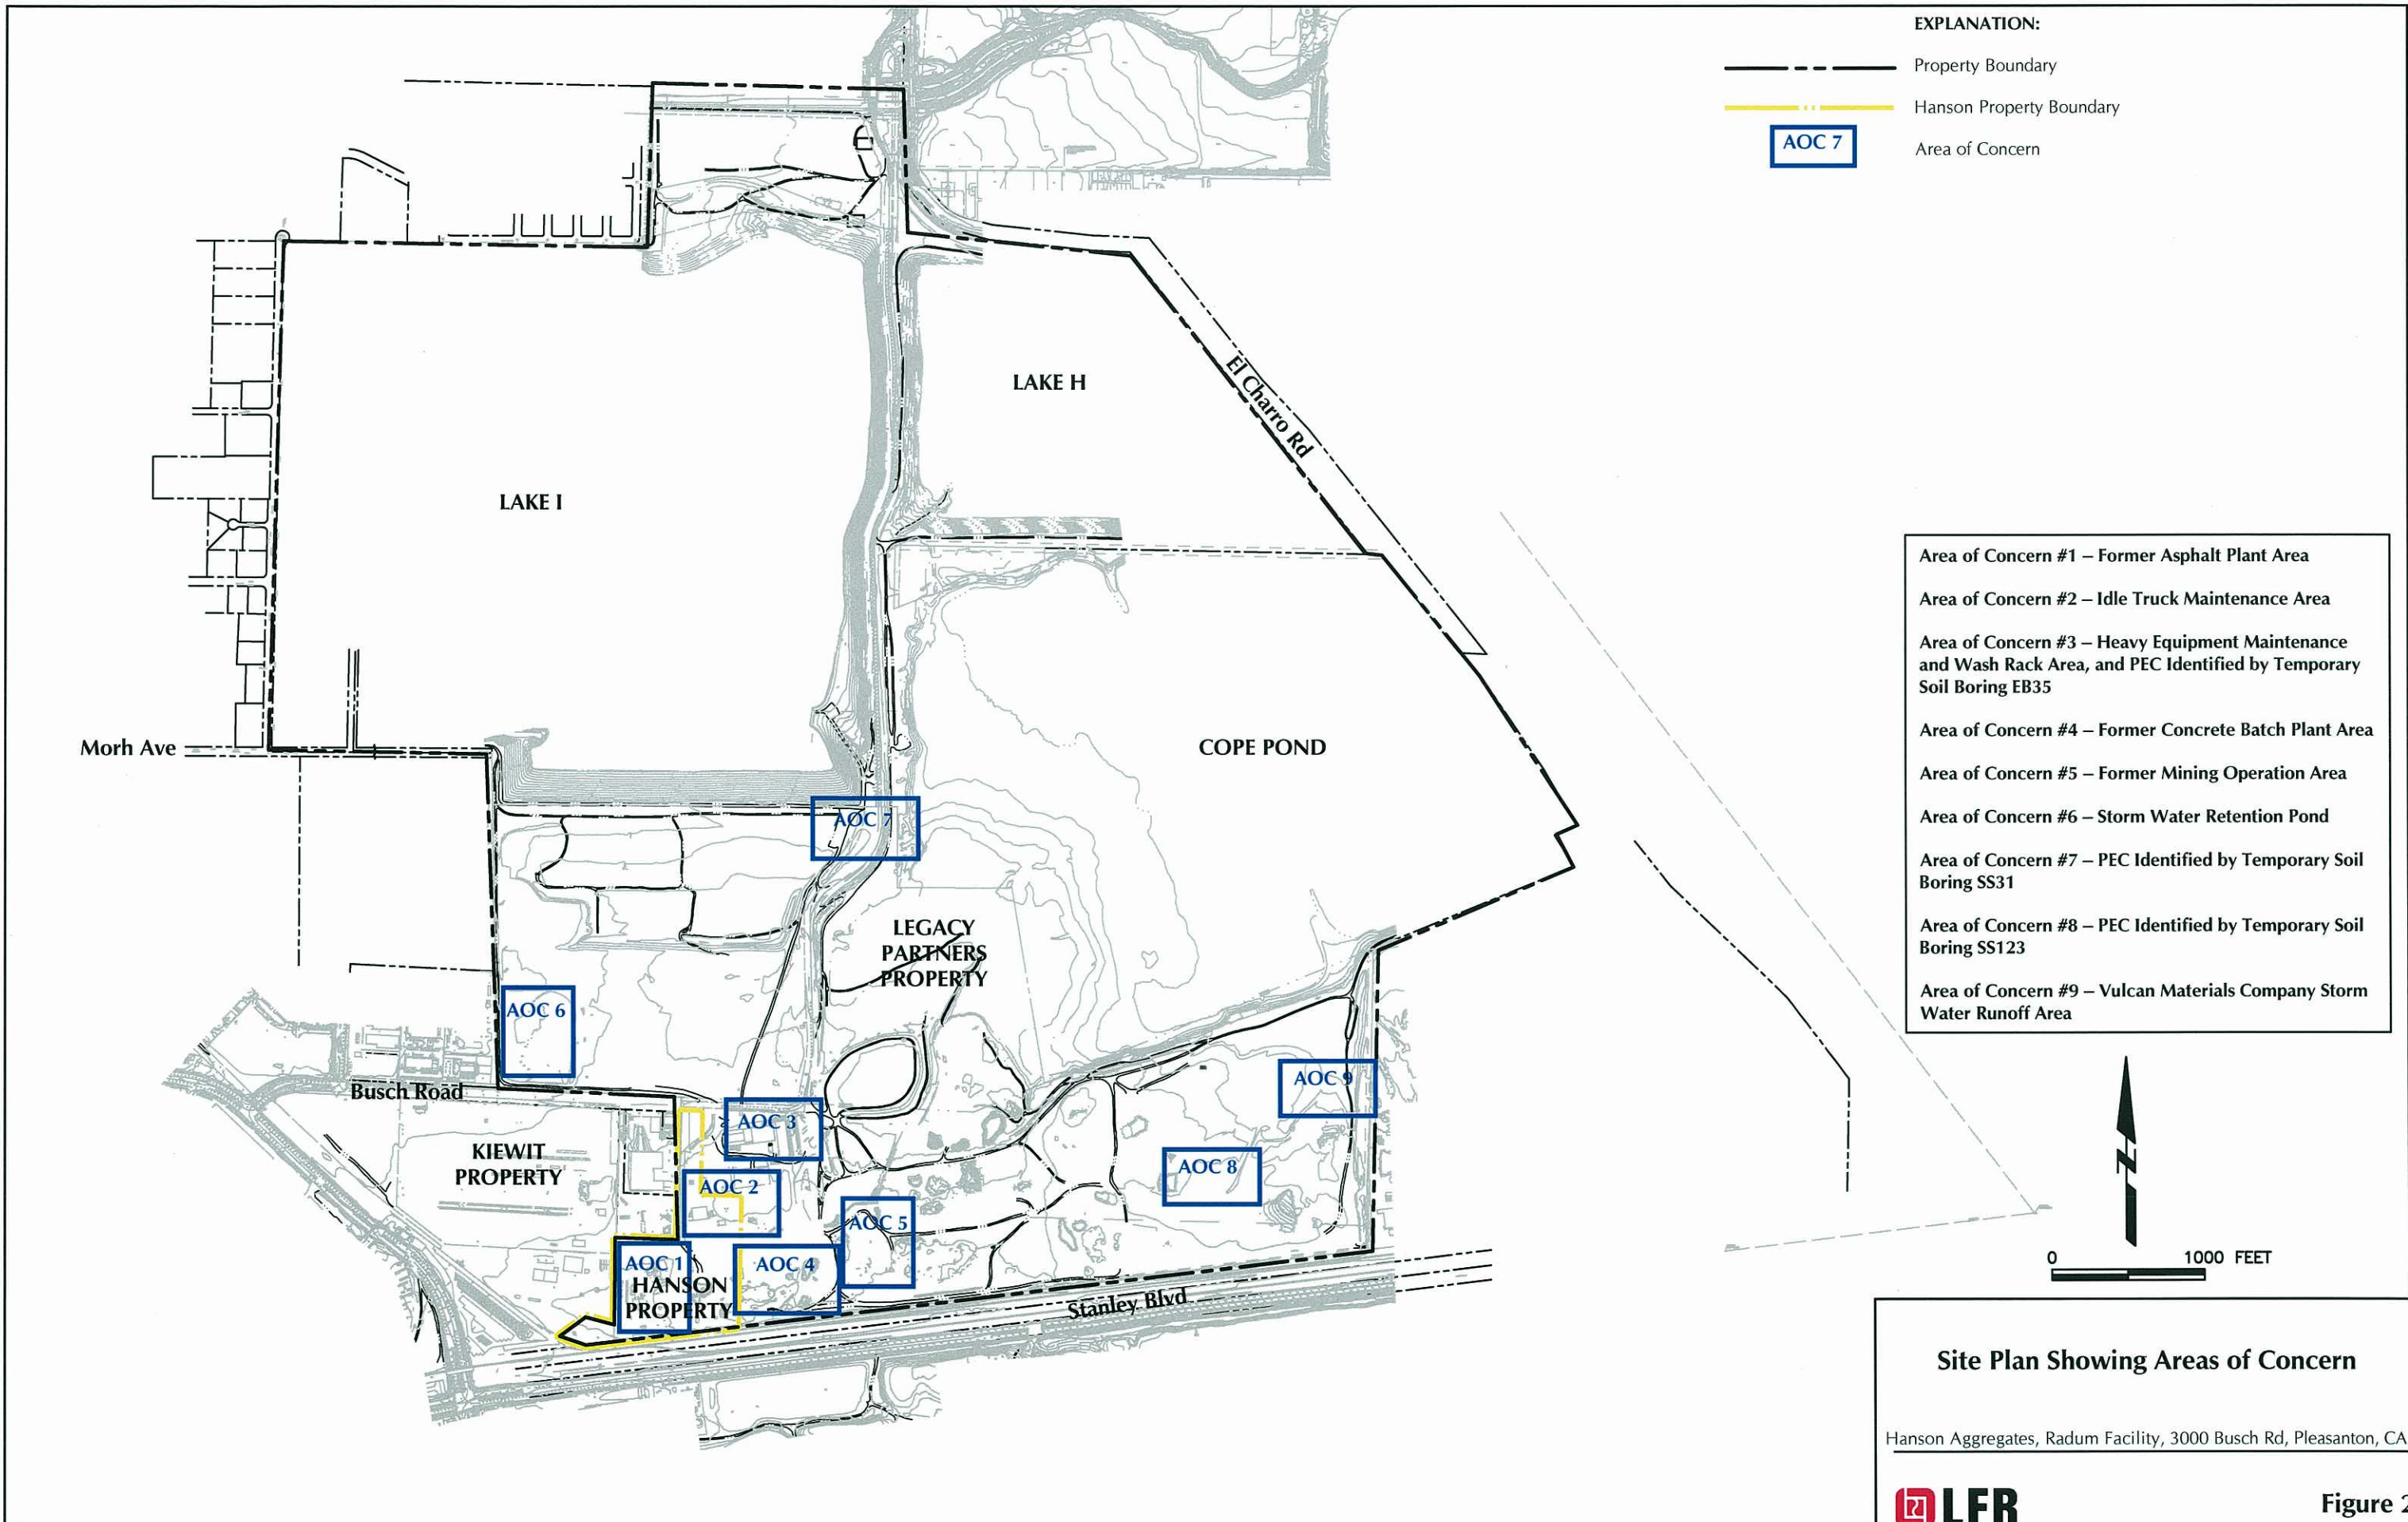 EXPLANATION:
Property Boundary
Hanson Property Boundary
AOC 7
Area of Concern
LAKE H
El Charro Rd
LAKE I
Morh Ave
COPE POND
AOC 7
LEGACY
PARTNERS
PROPERTY
AOC 6
Busch Road
AOC 9
AOC 3
KIEWIT
PROPERTY
AOC 8
AOC 2
AOC 5
AOC 1
AOC 4
HANSON
PROPERTY
Stanley Blvd
Area of Concern #1 – Former Asphalt Plant Area
Area of Concern #2 – Idle Truck Maintenance Area
Area of Concern #3 – Heavy Equipment Maintenance
and Wash Rack Area, and PEC Identified by Temporary
Soil Boring EB35
Area of Concern #4 – Former Concrete Batch Plant Area
Area of Concern #5 – Former Mining Operation Area
Area of Concern #6 – Storm Water Retention Pond
Area of Concern #7 – PEC Identified by Temporary Soil
Boring SS31
Area of Concern #8 – PEC Identified by Temporary Soil
Boring SS123
Area of Concern #9 – Vulcan Materials Company Storm
Water Runoff Area
N
0 1000 FEET
Site Plan Showing Areas of Concern
Hanson Aggregates, Radum Facility, 3000 Busch Rd, Pleasanton, CA
LFR
Figure 2